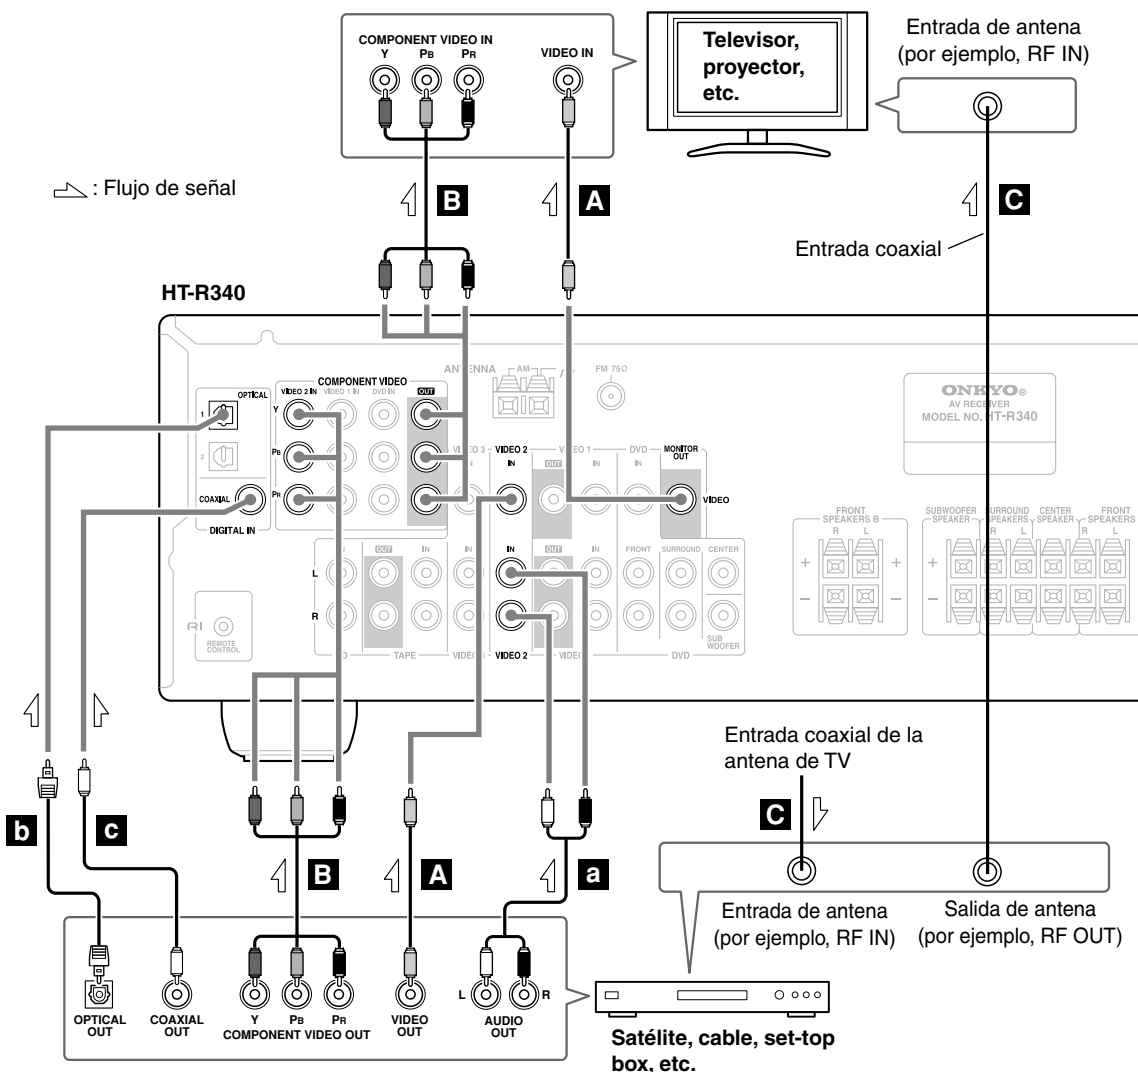 COMPONENT VIDEO IN
Y PB PR
VIDEO IN
Televisor,
proyector,
etc.
Entrada de antena
(por ejemplo, RF IN)
: Flujo de señal
B
A
C
Entrada coaxial
HT-R340
ANTENNA
AM
FM 75Ω
ONKYO®
AV RECEIVER
MODEL NO. HT-R340
OPTICAL
1
2
COAXIAL
DIGITAL IN
COMPONENT VIDEO
VIDEO 2 IN VIDEO 1 IN DVD IN OUT
Y
PB
PR
VIDEO 3 VIDEO 2 VIDEO 1 DVD MONITOR
OUT
IN IN OUT IN IN
VIDEO
IN OUT IN IN IN OUT IN FRONT SURROUND CENTER
L
R
SUB
WOOFER
TAPE VIDEO 3 VIDEO 2 VIDEO 1 DVD
RI
REMOTE
CONTROL
FRONT
SPEAKERS B
R L
SUBWOOFER
SPEAKER
SURROUND
SPEAKERS
R L
CENTER
SPEAKER
FRONT
SPEAKERS
R L
+ + +
– – –
Entrada coaxial de la
antena de TV
C
b
c
B
A
a
Entrada de antena
(por ejemplo, RF IN)
Salida de antena
(por ejemplo, RF OUT)
OPTICAL
OUT
COAXIAL
OUT
Y PB PR
COMPONENT VIDEO OUT
VIDEO
OUT
L R
AUDIO
OUT
Satélite, cable, set-top
box, etc.